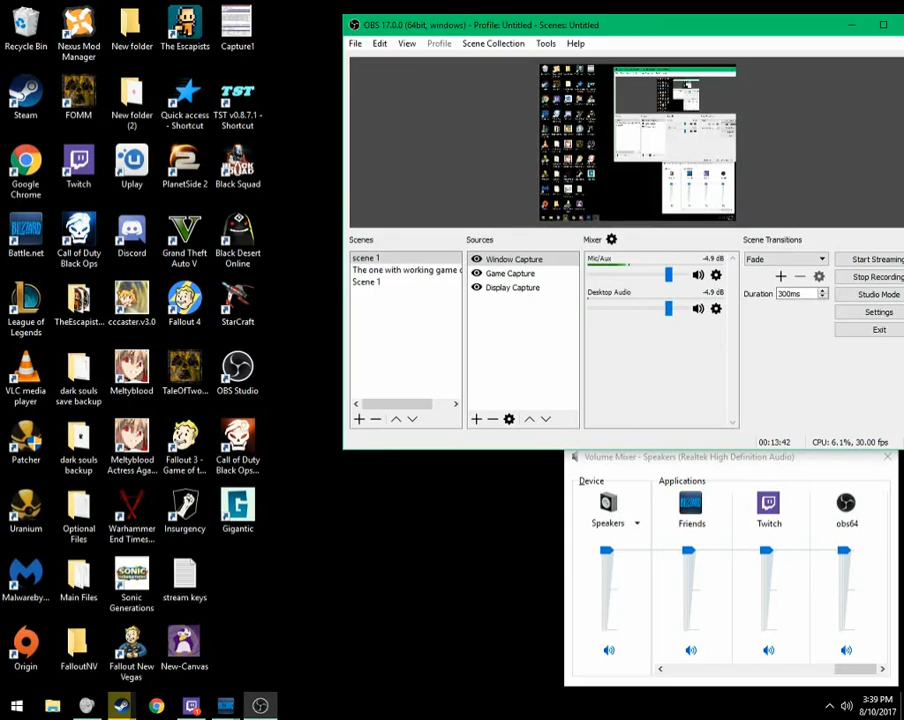 Recycle Bin
Nexus Mod
Manager
New folder
The Escapists
Capture1
Steam
FOMM
New folder
(2)
Quick access
- Shortcut
TST
TST v0.8.7.1 -
Shortcut
Google
Chrome
Twitch
Uplay
PlanetSide 2
Black Squad
BLIZZARD
Battle.net
Call of Duty
Black Ops
Discord
Grand Theft
Auto V
Black Desert
Online
League of
Legends
TheEscapist...
cccaster.v3.0
Fallout 4
StarCraft
VLC media
player
dark souls
save backup
Meltyblood
TaleOfTwo...
OBS Studio
Patcher
dark souls
backup
Meltyblood
Actress Aga...
Fallout 3 -
Game of t...
Call of Duty
Black Ops...
Uranium
Optional
Files
Warhammer
End Times...
Insurgency
Gigantic
Malwareby...
Main Files
Sonic
Generations
stream keys
Origin
FalloutNV
Fallout New
Vegas
New-Canvas
OBS 17.0.0 (64bit, windows) - Profile: Untitled - Scenes: Untitled
File Edit View Profile Scene Collection Tools Help
Scenes
scene 1
The one with working game c
Scene 1
Sources
Window Capture
Game Capture
Display Capture
Mixer
Mic/Aux -4.9 dB
Desktop Audio -4.9 dB
Scene Transitions
Fade
Duration 300ms
Start Streaming
Stop Recording
Studio Mode
Settings
Exit
00:13:42 CPU: 6.1%, 30.00 fps
Volume Mixer - Speakers (Realtek High Definition Audio)
Device Applications
Speakers Friends Twitch obs64
3:39 PM
8/10/2017